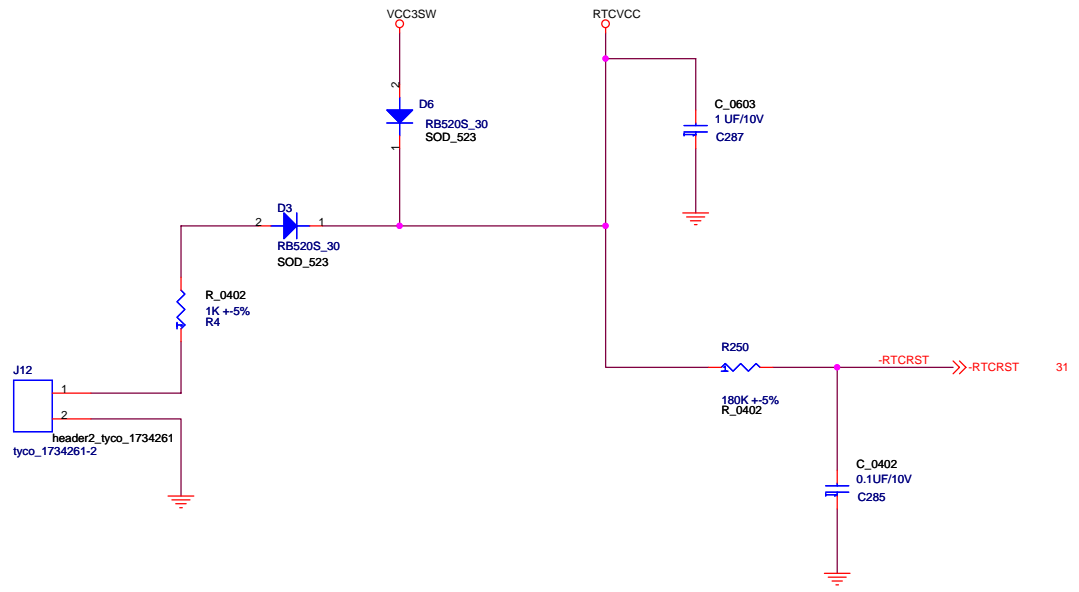 VCC3SW
RTCVCC
2
D6
RB520S_30
SOD_523
1
C_0603
1 UF/10V
C287
D3
2
1
RB520S_30
SOD_523
R_0402
1K +-5%
R4
1
J12
1
2
header2_tyco_1734261
tyco_1734261-2
R250
1
180K +-5%
R_0402
-RTCRST
-RTCRST
31
C_0402
0.1UF/10V
C285